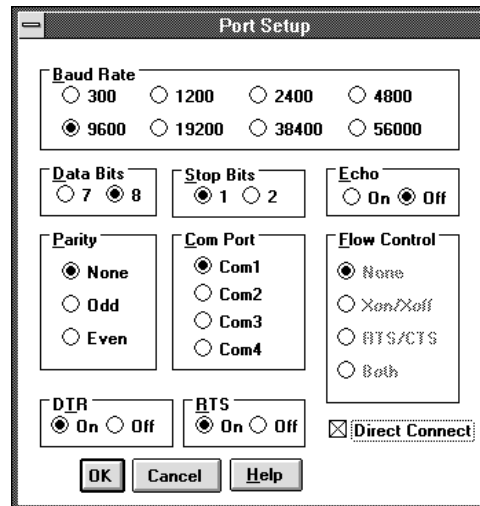 Port Setup
Baud Rate
300 1200 2400 4800
9600 19200 38400 56000
Data Bits
7 8
Stop Bits
1 2
Echo
On Off
Parity
None
Odd
Even
Com Port
Com1
Com2
Com3
Com4
Flow Control
None
Xon/Xoff
RTS/CTS
Both
DTR
On Off
RTS
On Off
Direct Connect
OK Cancel Help